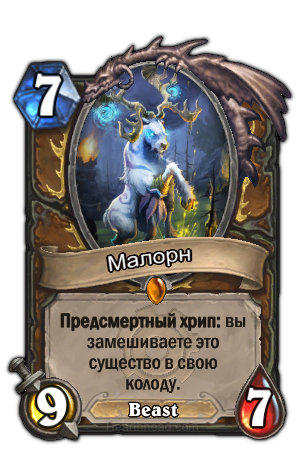 7
Малорн
Предсмертный хрип: вы
замешиваете это
существо в свою
колоду.
9
Beast
7